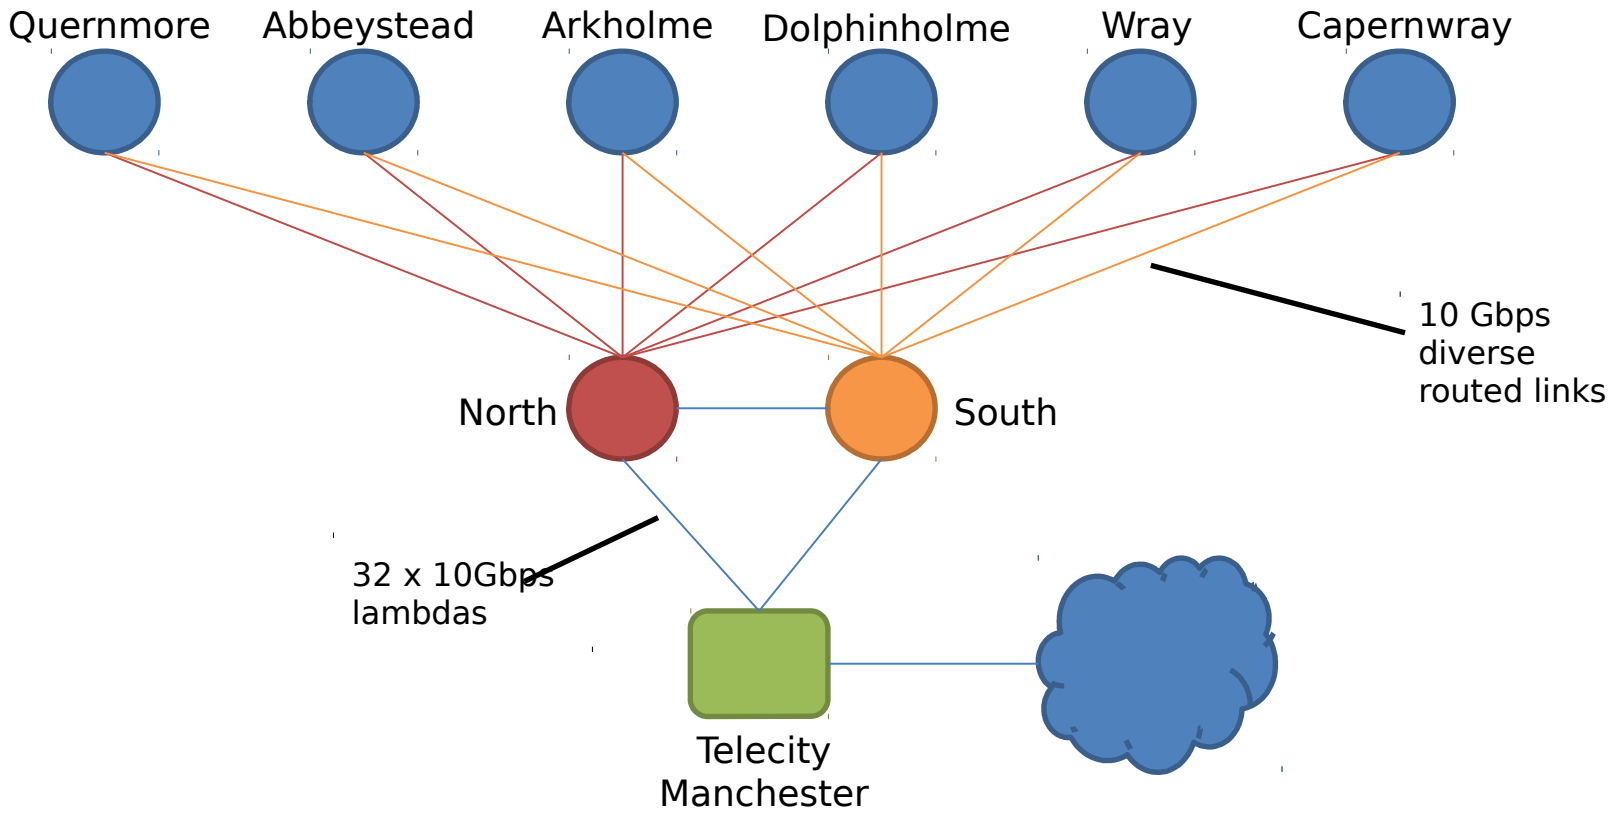 Quernmore
Abbeystead
Arkholme
Dolphinholme
Wray
Capernwray
10 Gbps
diverse
routed links
North
South
32 x 10Gbps
lambdas
Telecity
Manchester